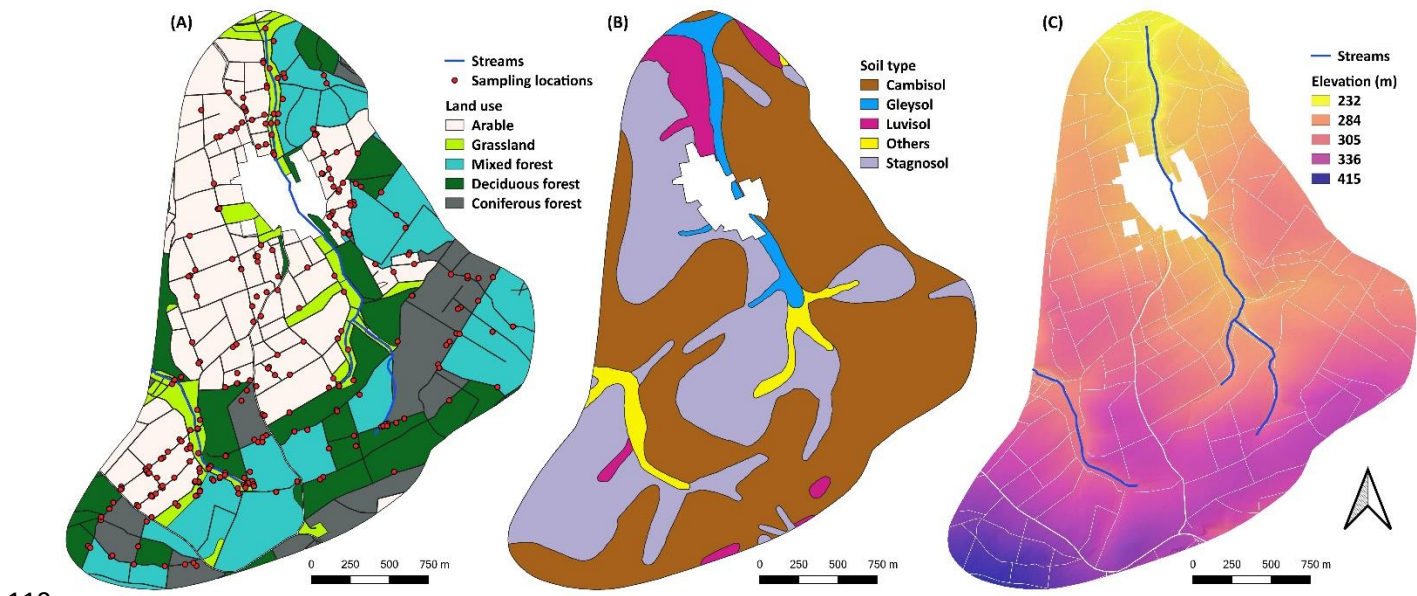 (A)
Streams
Sampling locations
Land use
Arable
Grassland
Mixed forest
Deciduous forest
Coniferous forest
0 250 500 750 m
(B)
Soil type
Cambisol
Gleysol
Luvisol
Others
Stagnosol
0 250 500 750 m
(C)
Streams
Elevation (m)
232
284
305
336
415
0 250 500 750 m